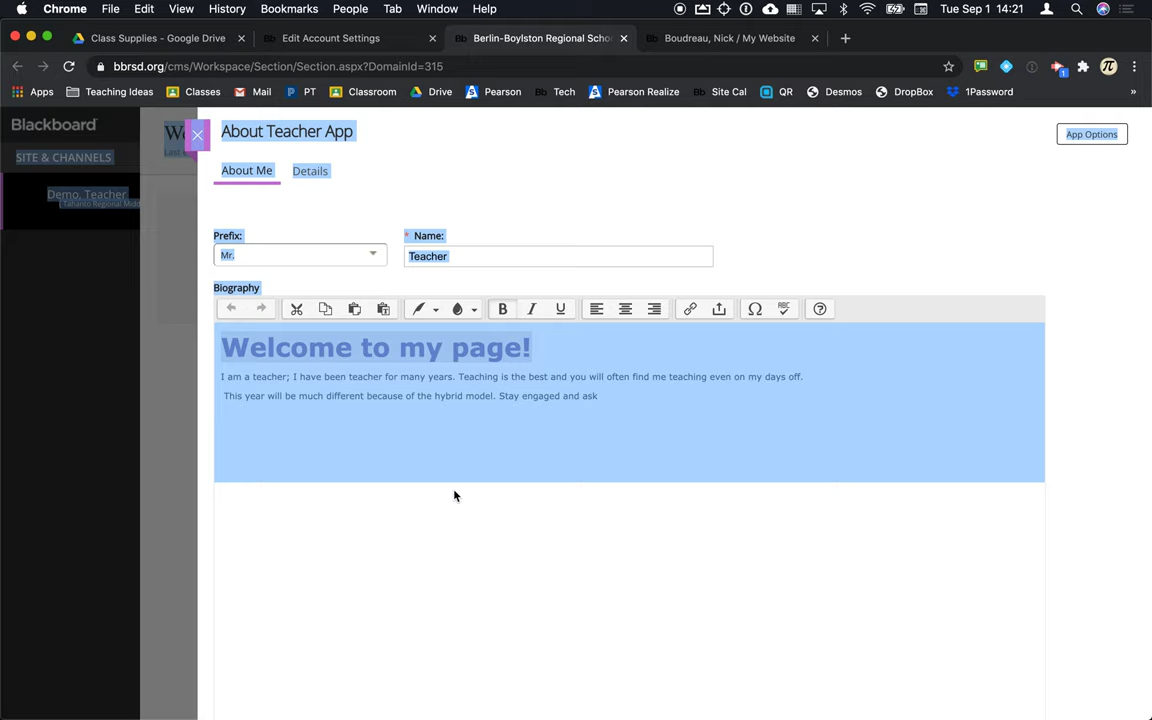 Chrome File Edit View History Bookmarks People Tab Window Help Tue Sep 1 14:21
Class Supplies - Google Drive Edit Account Settings Berlin-Boylston Regional Schoo Boudreau, Nick / My Website
bbrsd.org/cms/Workspace/Section/Section.aspx?DomainId=315
Apps Teaching Ideas Classes Mail PT Classroom Drive Pearson Tech Pearson Realize Site Cal QR Desmos DropBox 1Password
Blackboard
About Teacher App
App Options
SITE & CHANNELS
About Me Details
Demo, Teacher
Tahanto Regional Midd
Prefix: * Name:
Mr. Teacher
Biography
Welcome to my page!
I am a teacher; I have been teacher for many years. Teaching is the best and you will often find me teaching even on my days off.
This year will be much different because of the hybrid model. Stay engaged and ask